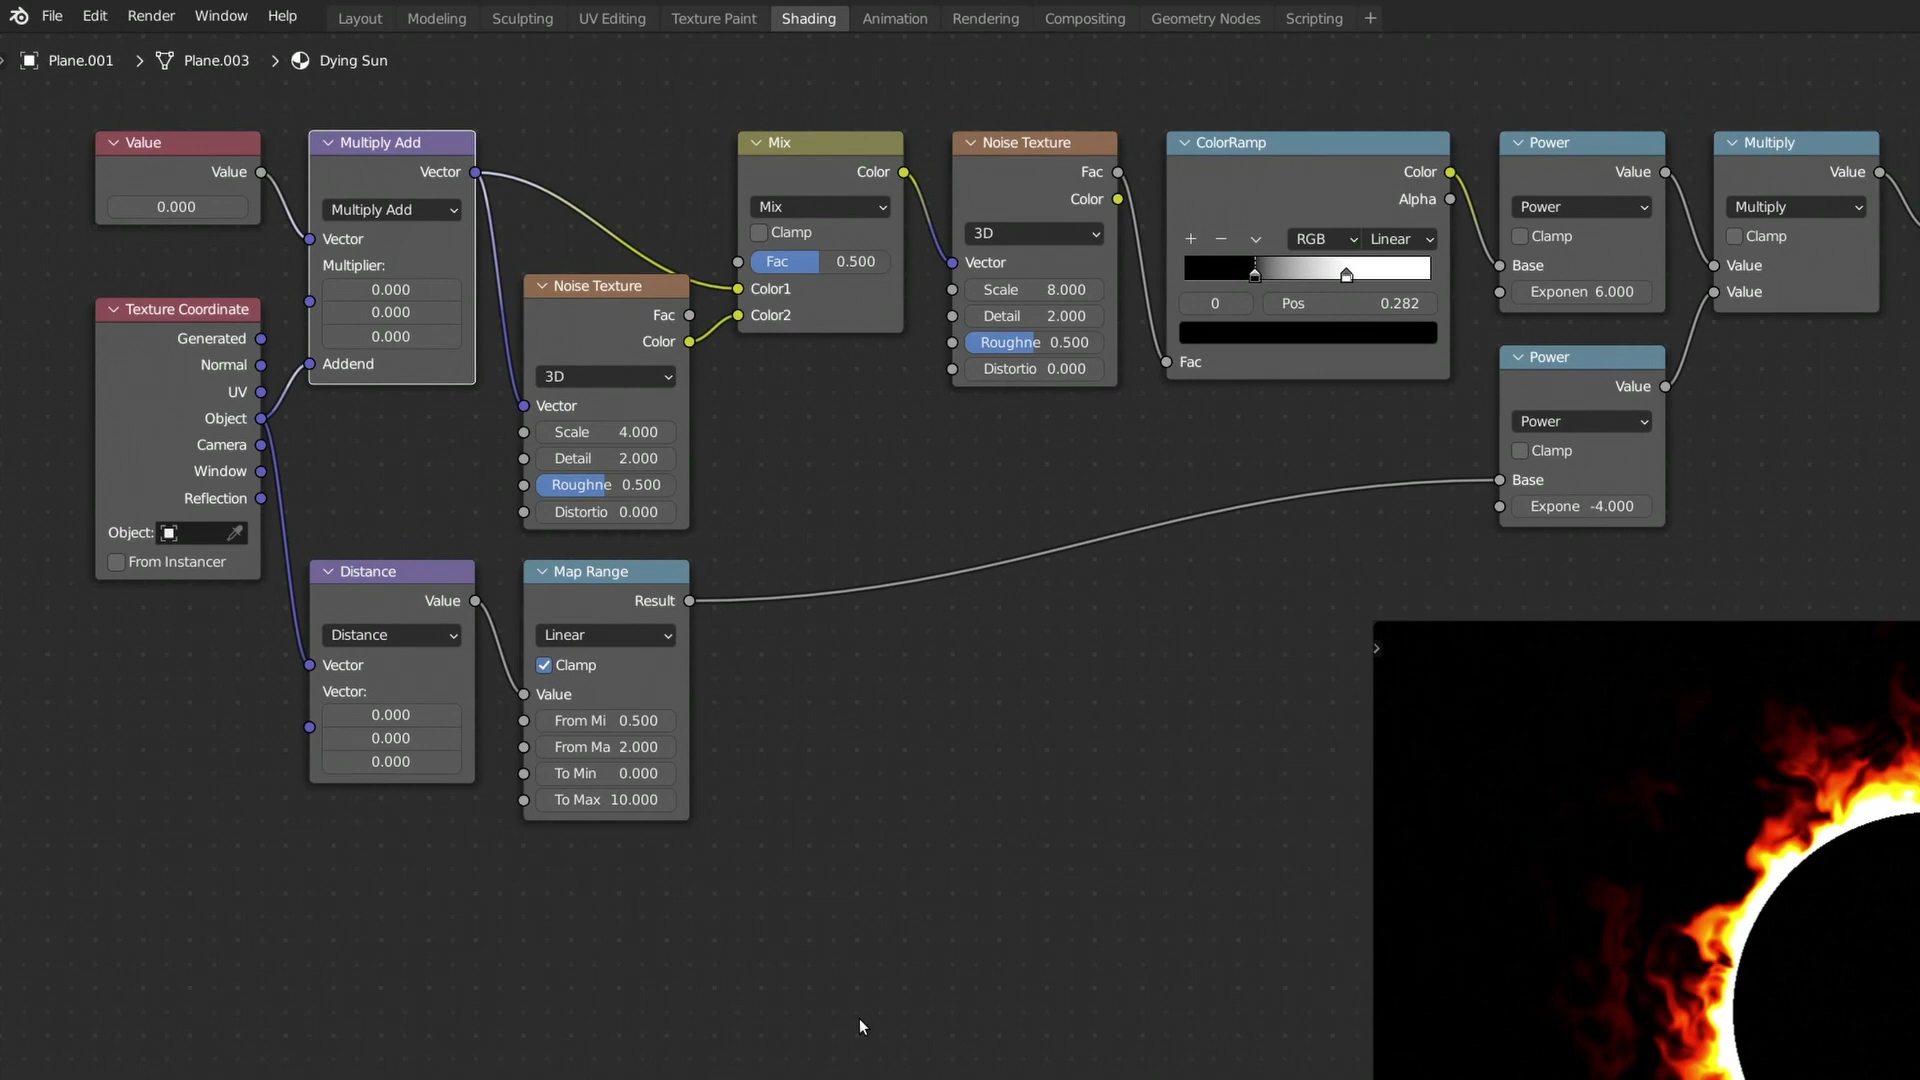 File Edit Render Window Help Layout Modeling Sculpting UV Editing Texture Paint Shading Animation Rendering Compositing Geometry Nodes Scripting +
Plane.001 > Plane.003 > Dying Sun
Value
Value
0.000
Multiply Add
Vector
Multiply Add
Vector
Multiplier:
0.000
0.000
0.000
Addend
Texture Coordinate
Generated
Normal
UV
Object
Camera
Window
Reflection
Object:
From Instancer
Noise Texture
Fac
Color
3D
Vector
Scale 4.000
Detail 2.000
Roughne 0.500
Distortio 0.000
Mix
Color
Mix
Clamp
Fac 0.500
Color1
Color2
Noise Texture
Fac
Color
3D
Vector
Scale 8.000
Detail 2.000
Roughne 0.500
Distortio 0.000
ColorRamp
Color
Alpha
RGB Linear
0 Pos 0.282
Fac
Power
Value
Power
Clamp
Base
Exponen 6.000
Multiply
Value
Multiply
Clamp
Value
Value
Power
Value
Power
Clamp
Base
Expone -4.000
Distance
Value
Distance
Vector
Vector:
0.000
0.000
0.000
Map Range
Result
Linear
Clamp
Value
From Mi 0.500
From Ma 2.000
To Min 0.000
To Max 10.000